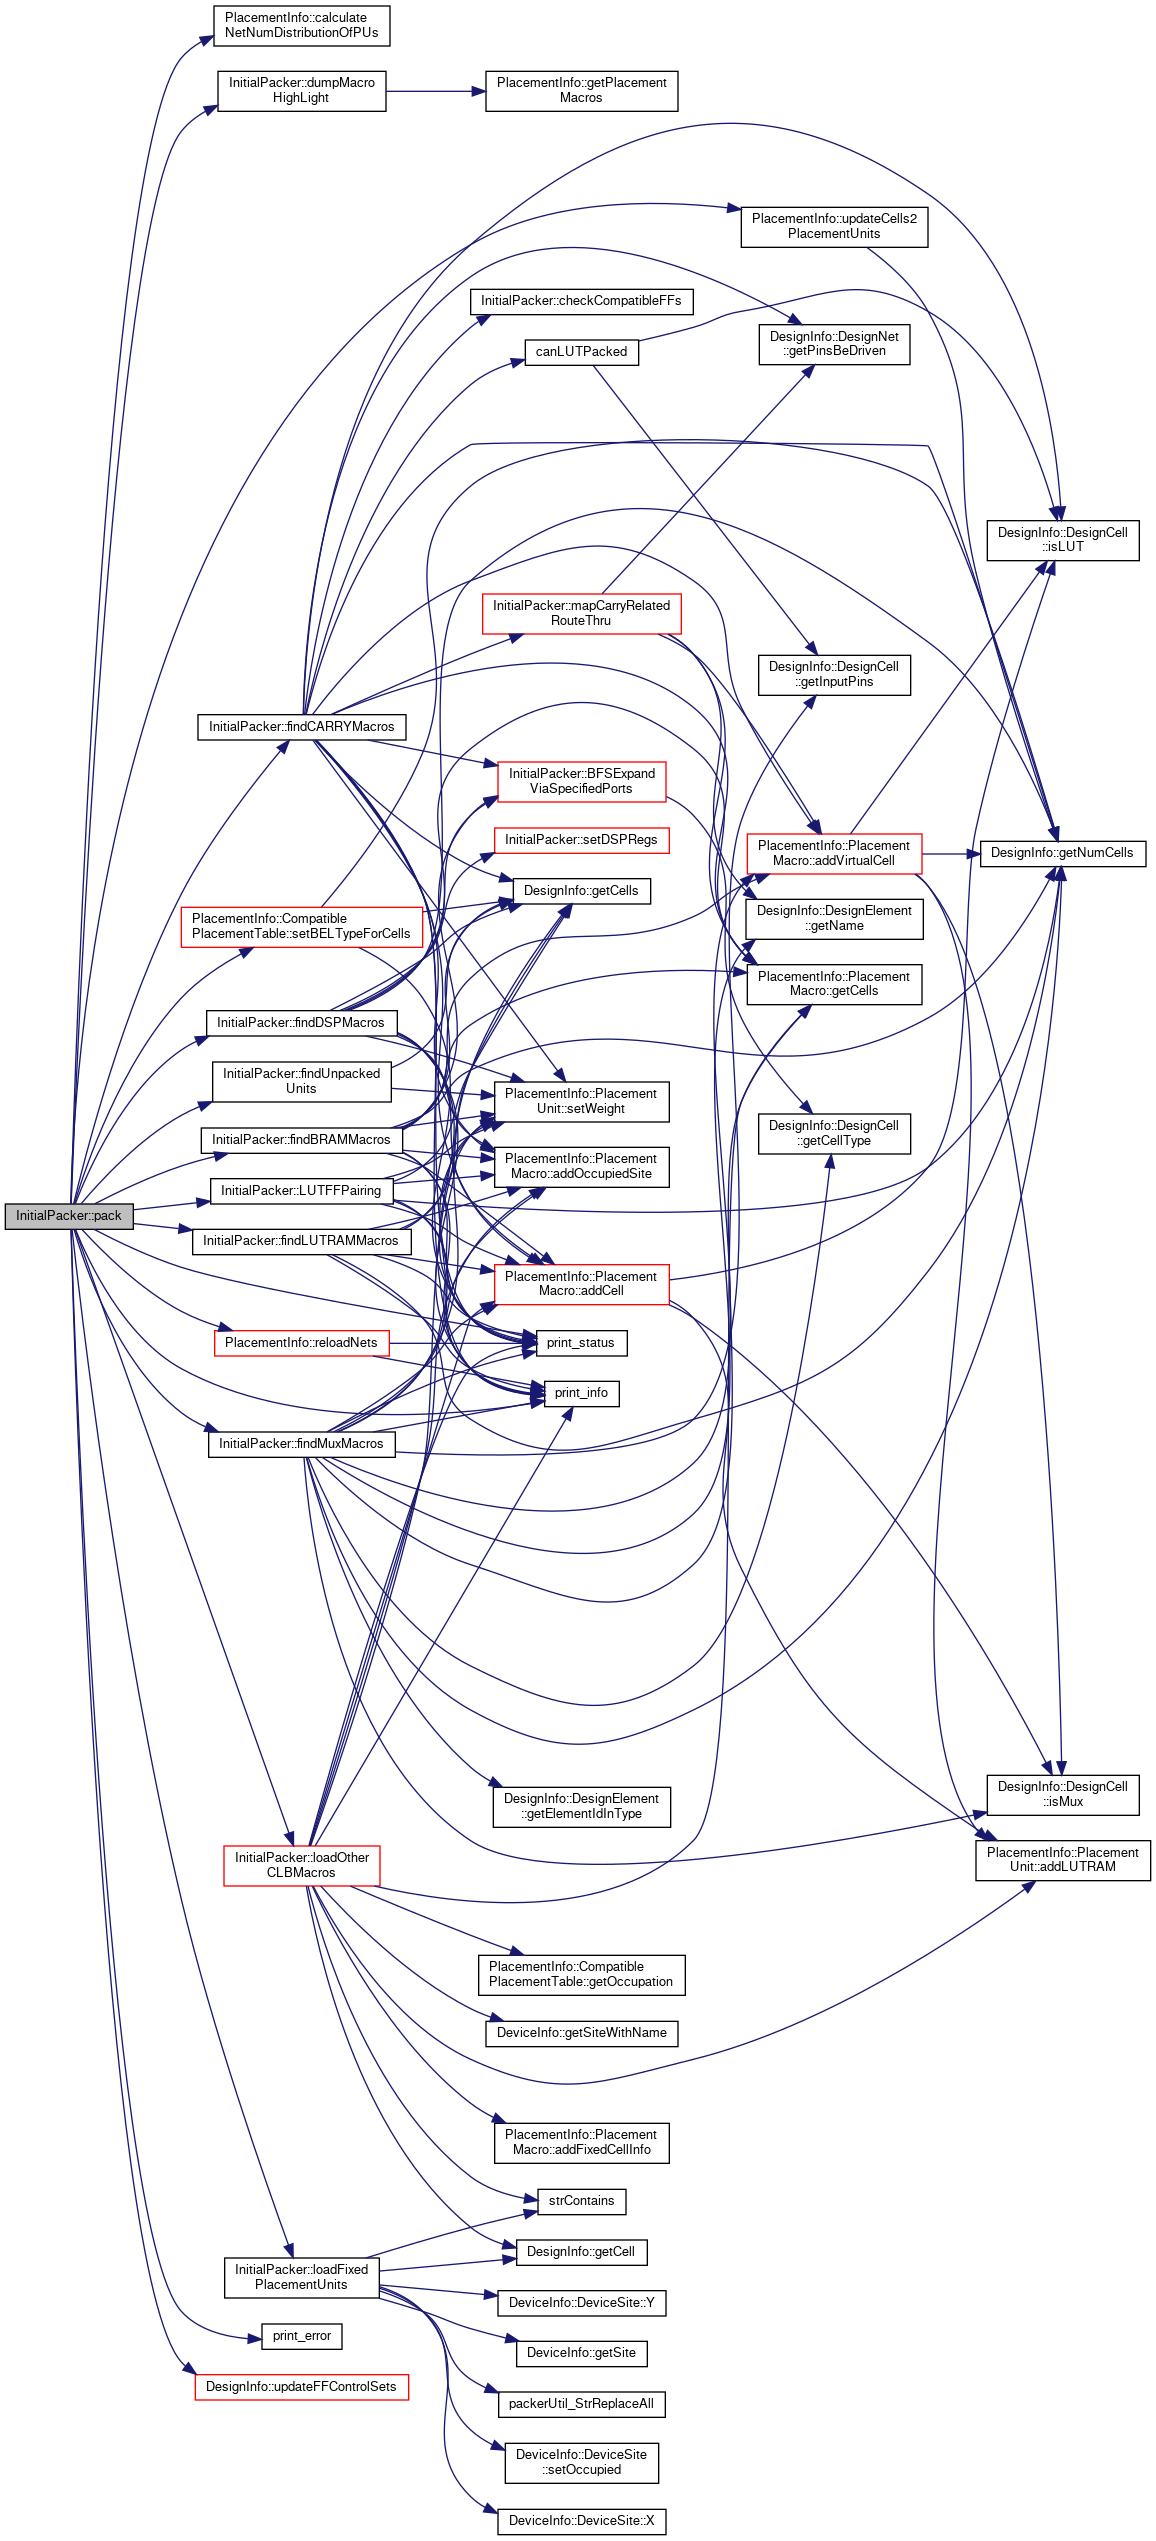 PlacementInfo::calculate
NetNumDistributionOfPUs
InitialPacker::dumpMacro
HighLight
PlacementInfo::getPlacement
Macros
PlacementInfo::updateCells2
PlacementUnits
InitialPacker::checkCompatibleFFs
DesignInfo::DesignNet
::getPinsBeDriven
canLUTPacked
DesignInfo::DesignCell
::isLUT
InitialPacker::mapCarryRelated
RouteThru
DesignInfo::DesignCell
::getInputPins
InitialPacker::findCARRYMacros
InitialPacker::BFSExpand
ViaSpecifiedPorts
InitialPacker::setDSPRegs
PlacementInfo::Placement
Macro::addVirtualCell
DesignInfo::getNumCells
DesignInfo::getCells
PlacementInfo::Compatible
PlacementTable::setBELTypeForCells
DesignInfo::DesignElement
::getName
PlacementInfo::Placement
Macro::getCells
InitialPacker::findDSPMacros
InitialPacker::findUnpacked
Units
PlacementInfo::Placement
Unit::setWeight
DesignInfo::DesignCell
::getCellType
InitialPacker::findBRAMMacros
PlacementInfo::Placement
Macro::addOccupiedSite
InitialPacker::LUTFFPairing
InitialPacker::pack
InitialPacker::findLUTRAMMacros
PlacementInfo::Placement
Macro::addCell
PlacementInfo::reloadNets
print_status
print_info
InitialPacker::findMuxMacros
DesignInfo::DesignElement
::getElementIdInType
DesignInfo::DesignCell
::isMux
InitialPacker::loadOther
CLBMacros
PlacementInfo::Placement
Unit::addLUTRAM
PlacementInfo::Compatible
PlacementTable::getOccupation
DeviceInfo::getSiteWithName
PlacementInfo::Placement
Macro::addFixedCellInfo
strContains
DesignInfo::getCell
InitialPacker::loadFixed
PlacementUnits
DeviceInfo::DeviceSite::Y
print_error
DeviceInfo::getSite
DesignInfo::updateFFControlSets
packerUtil_StrReplaceAll
DeviceInfo::DeviceSite
::setOccupied
DeviceInfo::DeviceSite::X